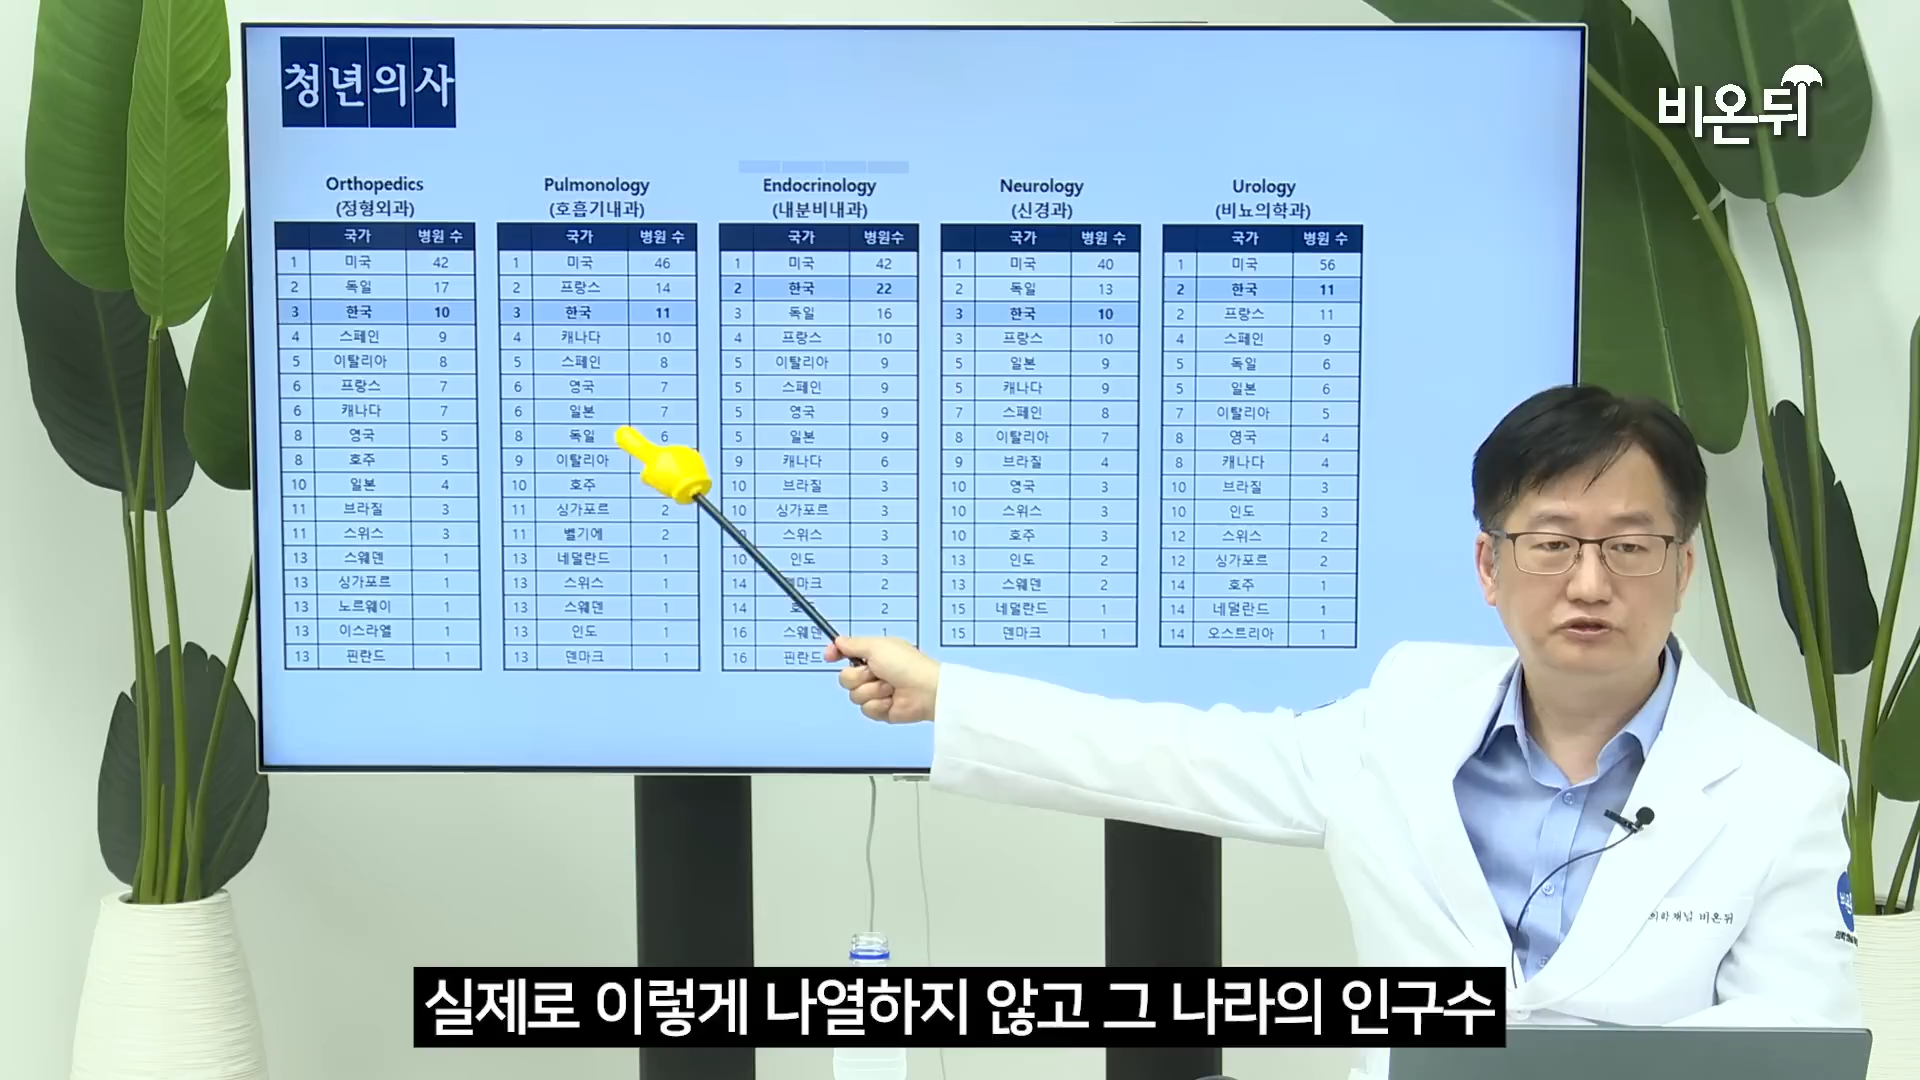 청년의사
비온뒤
Orthopedics
(정형외과)
국가 병원 수
1 미국 42
2 독일 17
3 한국 10
4 스페인 9
5 이탈리아 8
6 프랑스 7
6 캐나다 7
8 영국 5
8 호주 5
10 일본 4
11 브라질 3
11 스위스 3
13 스웨덴 1
13 싱가포르 1
13 노르웨이 1
13 이스라엘 1
13 핀란드 1
Pulmonology
(호흡기내과)
국가 병원 수
1 미국 46
2 프랑스 14
3 한국 11
4 캐나다 10
5 스페인 8
6 영국 7
6 일본 7
8 독일 6
9 이탈리아
10 호주
11 싱가포르 2
11 벨기에 2
13 네덜란드 1
13 스위스 1
13 스웨덴 1
13 인도 1
13 덴마크 1
Endocrinology
(내분비내과)
국가 병원수
1 미국 42
2 한국 22
3 독일 16
4 프랑스 10
5 이탈리아 9
5 스페인 9
5 영국 9
5 일본 9
9 캐나다 6
10 브라질 3
10 싱가포르 3
스위스 3
10 인도 3
14 2
14 2
16 스웨덴 1
16 핀란드
Neurology
(신경과)
국가 병원 수
1 미국 40
2 독일 13
3 한국 10
3 프랑스 10
5 일본 9
5 캐나다 9
7 스페인 8
8 이탈리아 7
9 브라질 4
10 영국 3
10 스위스 3
10 호주 3
13 인도 2
13 스웨덴 2
15 네덜란드 1
15 덴마크 1
Urology
(비뇨의학과)
국가 병원 수
1 미국 56
2 한국 11
2 프랑스 11
4 스페인 9
5 독일 6
5 일본 6
7 이탈리아 5
8 영국 4
8 캐나다 4
10 브라질 3
10 인도 3
12 스위스 2
12 싱가포르 2
14 호주 1
14 네덜란드 1
14 오스트리아 1
의학채널 비온뒤
실제로 이렇게 나열하지 않고 그 나라의 인구수